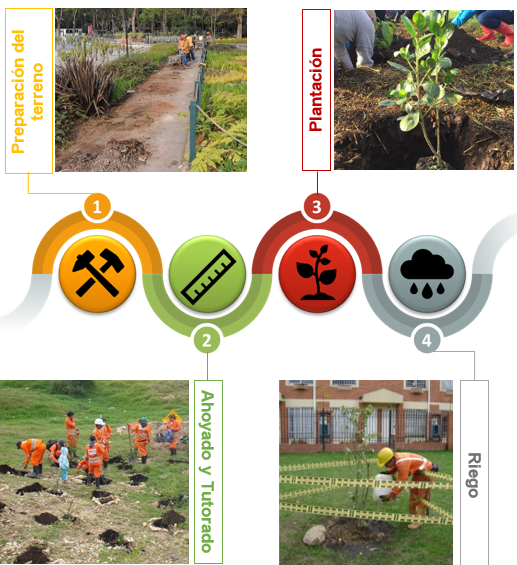 Preparación del
terreno
1
Ahoyado y Tutorado
2
Plantación
3
Riego
4